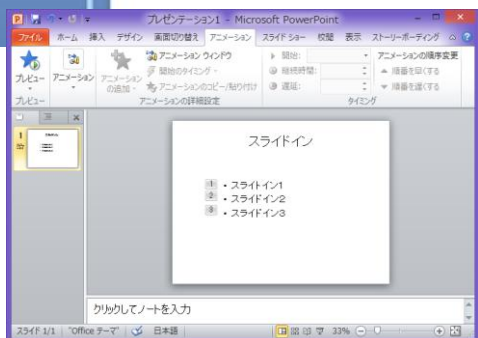 プレゼンテーション1 - Microsoft PowerPoint
ファイル ホーム 挿入 デザイン 画面切り替え アニメーション スライド ショー 校閲 表示 ストーリーボーディング
プレビュー
アニメーション
アニメーションの追加
アニメーション ウィンドウ
開始のタイミング
アニメーションのコピー/貼り付け
開始:
継続時間:
遅延:
アニメーションの順序変更
順番を早くする
順番を遅くする
プレビュー アニメーションの詳細設定 タイミング
1
スライドイン
1 • スライドイン1
2 • スライドイン2
3 • スライドイン3
クリックしてノートを入力
スライド 1/1 "Office テーマ" 日本語 33%